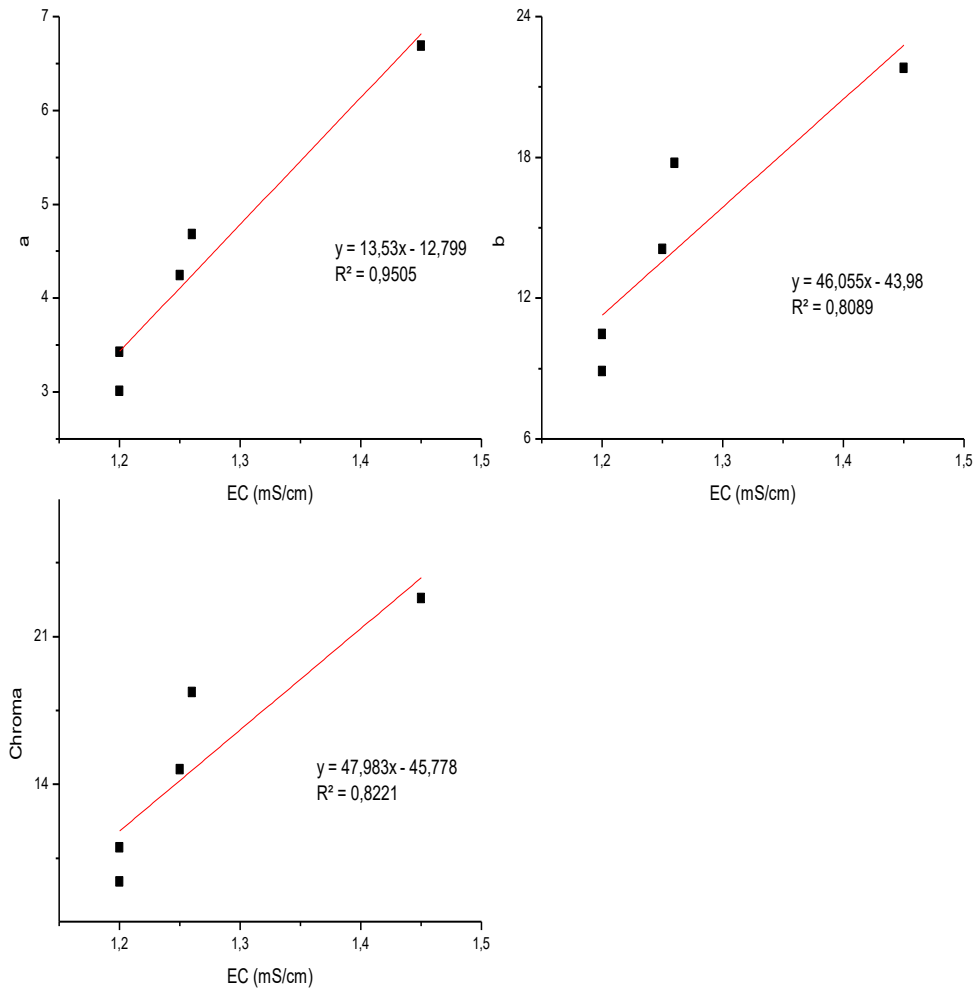 7
6
5
4
3
a
y = 13,53x - 12,799
R² = 0,9505
1,2 1,3 1,4 1,5
EC (mS/cm)
24
18
12
6
b
y = 46,055x - 43,98
R² = 0,8089
1,2 1,3 1,4 1,5
EC (mS/cm)
21
14
Chroma
y = 47,983x - 45,778
R² = 0,8221
1,2 1,3 1,4 1,5
EC (mS/cm)